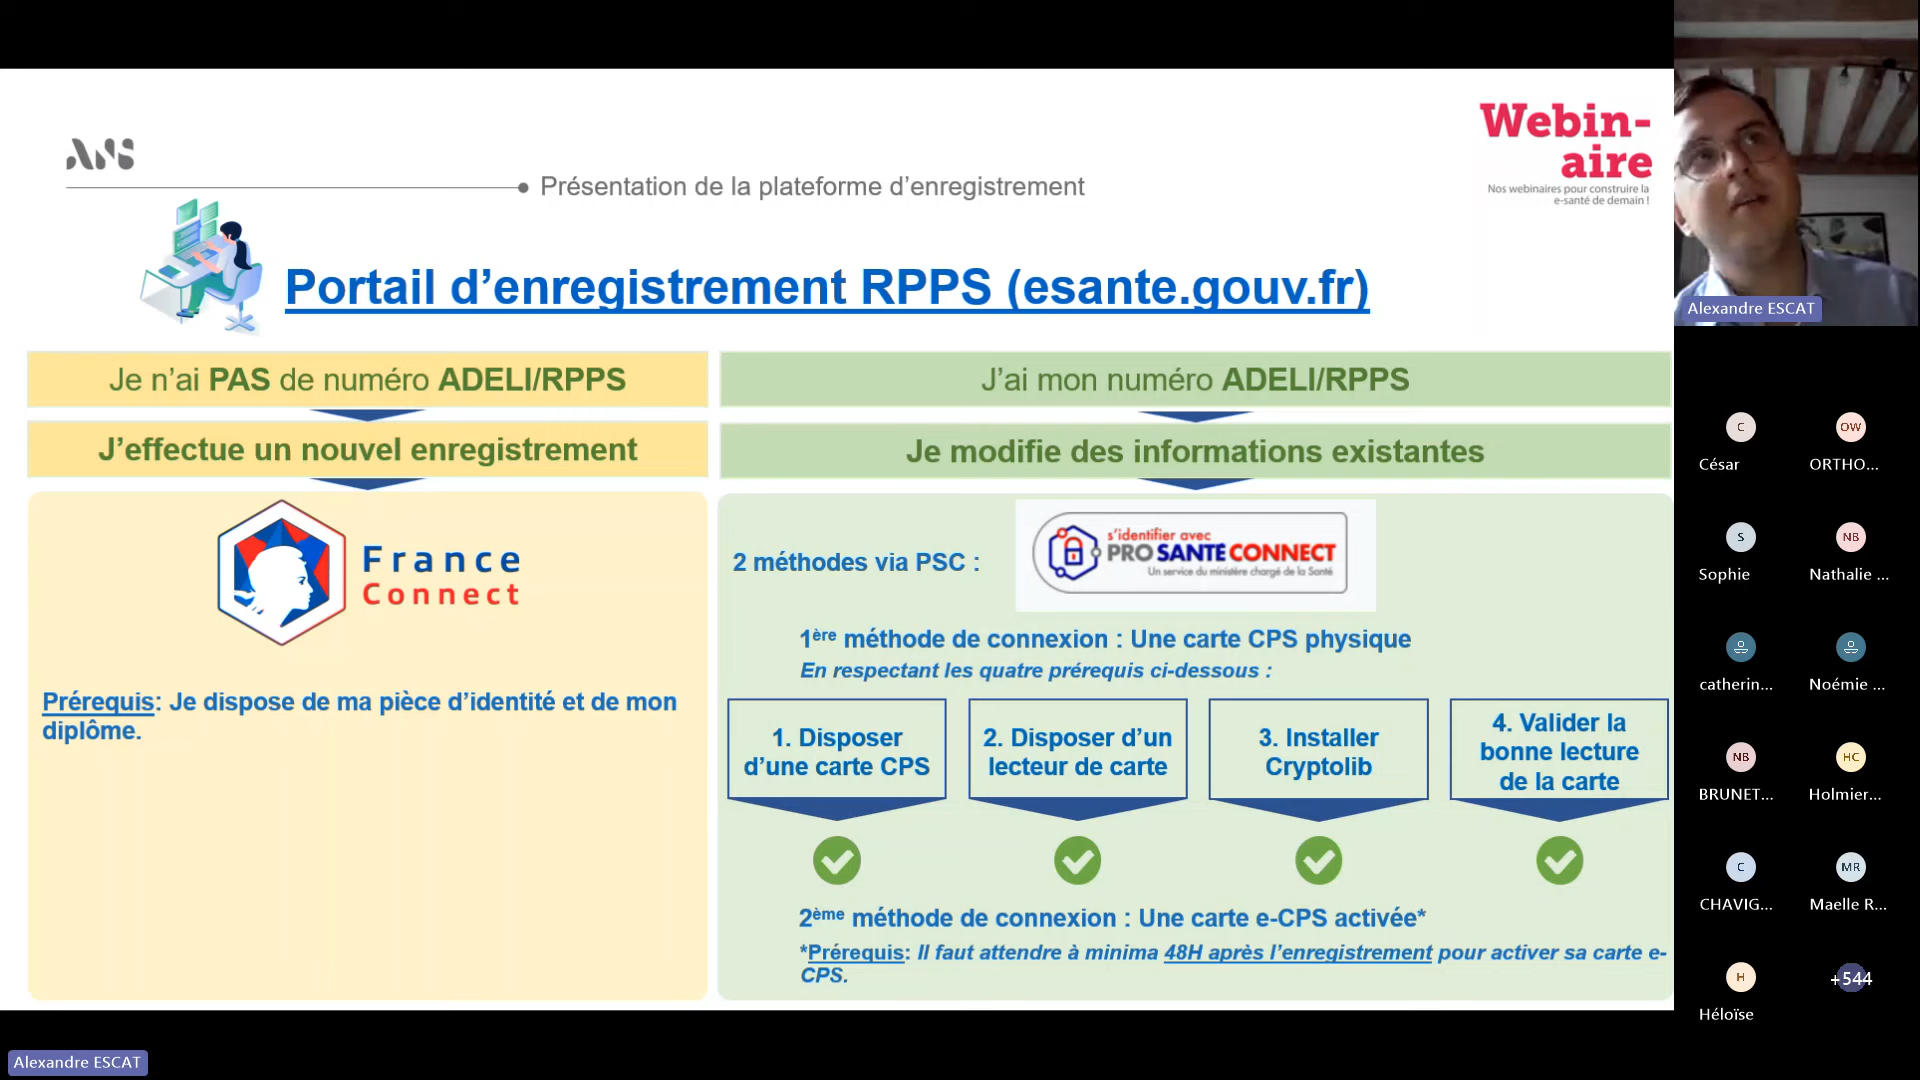 ANS
Présentation de la plateforme d’enregistrement
Webin-
aire
Nos webinaires pour construire la
e-santé de demain !
Portail d’enregistrement RPPS (esante.gouv.fr)
Je n’ai PAS de numéro ADELI/RPPS
J’effectue un nouvel enregistrement
France
Connect
Prérequis: Je dispose de ma pièce d’identité et de mon
diplôme.
J’ai mon numéro ADELI/RPPS
Je modifie des informations existantes
2 méthodes via PSC :
s’identifier avec
PRO SANTÉ CONNECT
Un service du ministère chargé de la Santé
1ère méthode de connexion : Une carte CPS physique
En respectant les quatre prérequis ci-dessous :
1. Disposer
d’une carte CPS
2. Disposer d’un
lecteur de carte
3. Installer
Cryptolib
4. Valider la
bonne lecture
de la carte
2ème méthode de connexion : Une carte e-CPS activée*
*Prérequis: Il faut attendre à minima 48H après l’enregistrement pour activer sa carte e-
CPS.
Alexandre ESCAT
C
César
OW
ORTHO...
S
Sophie
NB
Nathalie ...
catherin...
Noémie ...
NB
BRUNET...
HC
Holmier...
C
CHAVIG...
MR
Maelle R...
H
Héloïse
+544
Alexandre ESCAT